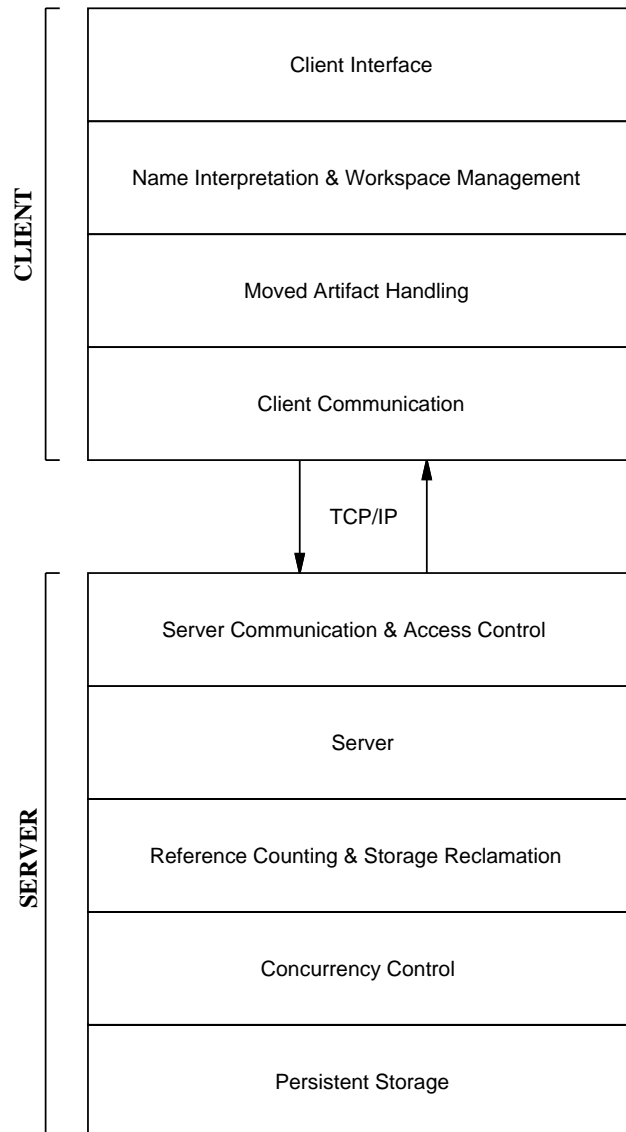 CLIENT
Client Interface
Name Interpretation & Workspace Management
Moved Artifact Handling
Client Communication
TCP/IP
SERVER
Server Communication & Access Control
Server
Reference Counting & Storage Reclamation
Concurrency Control
Persistent Storage